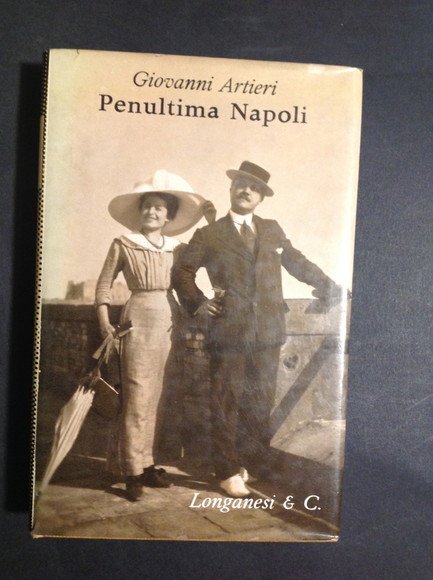 Giovanni Artieri
Penultima Napoli
Longanesi & C.